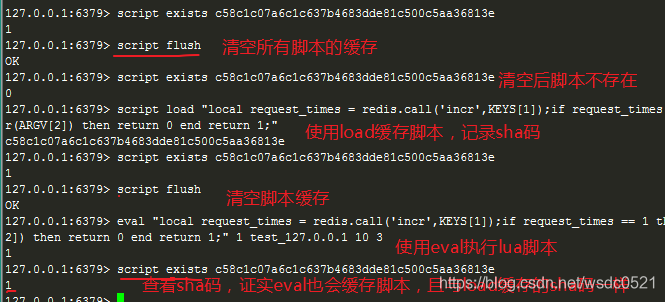 127.0.0.1:6379> script exists c58c1c07a6c1c637b4683dde81c500c5aa36813e
1
127.0.0.1:6379> script flush 清空所有脚本的缓存
OK
127.0.0.1:6379> script exists c58c1c07a6c1c637b4683dde81c500c5aa36813e 清空后脚本不存在
0
127.0.0.1:6379> script load "local request_times = redis.call('incr',KEYS[1]);if request_times
r(ARGV[2]) then return 0 end return 1;" 使用load缓存脚本，记录sha码
c58c1c07a6c1c637b4683dde81c500c5aa36813e
127.0.0.1:6379> script exists c58c1c07a6c1c637b4683dde81c500c5aa36813e
1
127.0.0.1:6379> script flush
OK 清空脚本缓存
127.0.0.1:6379> eval "local request_times = redis.call('incr',KEYS[1]);if request_times == 1 th
2]) then return 0 end return 1;" 1 test_127.0.0.1 10 3
1 使用eval执行lua脚本
127.0.0.1:6379> script exists c58c1c07a6c1c637b4683dde81c500c5aa36813e
1 查看sha码，证实eval也会缓存脚本，且 https://blog.csdn.net/wsdc0521
127.0.0.1:6379>